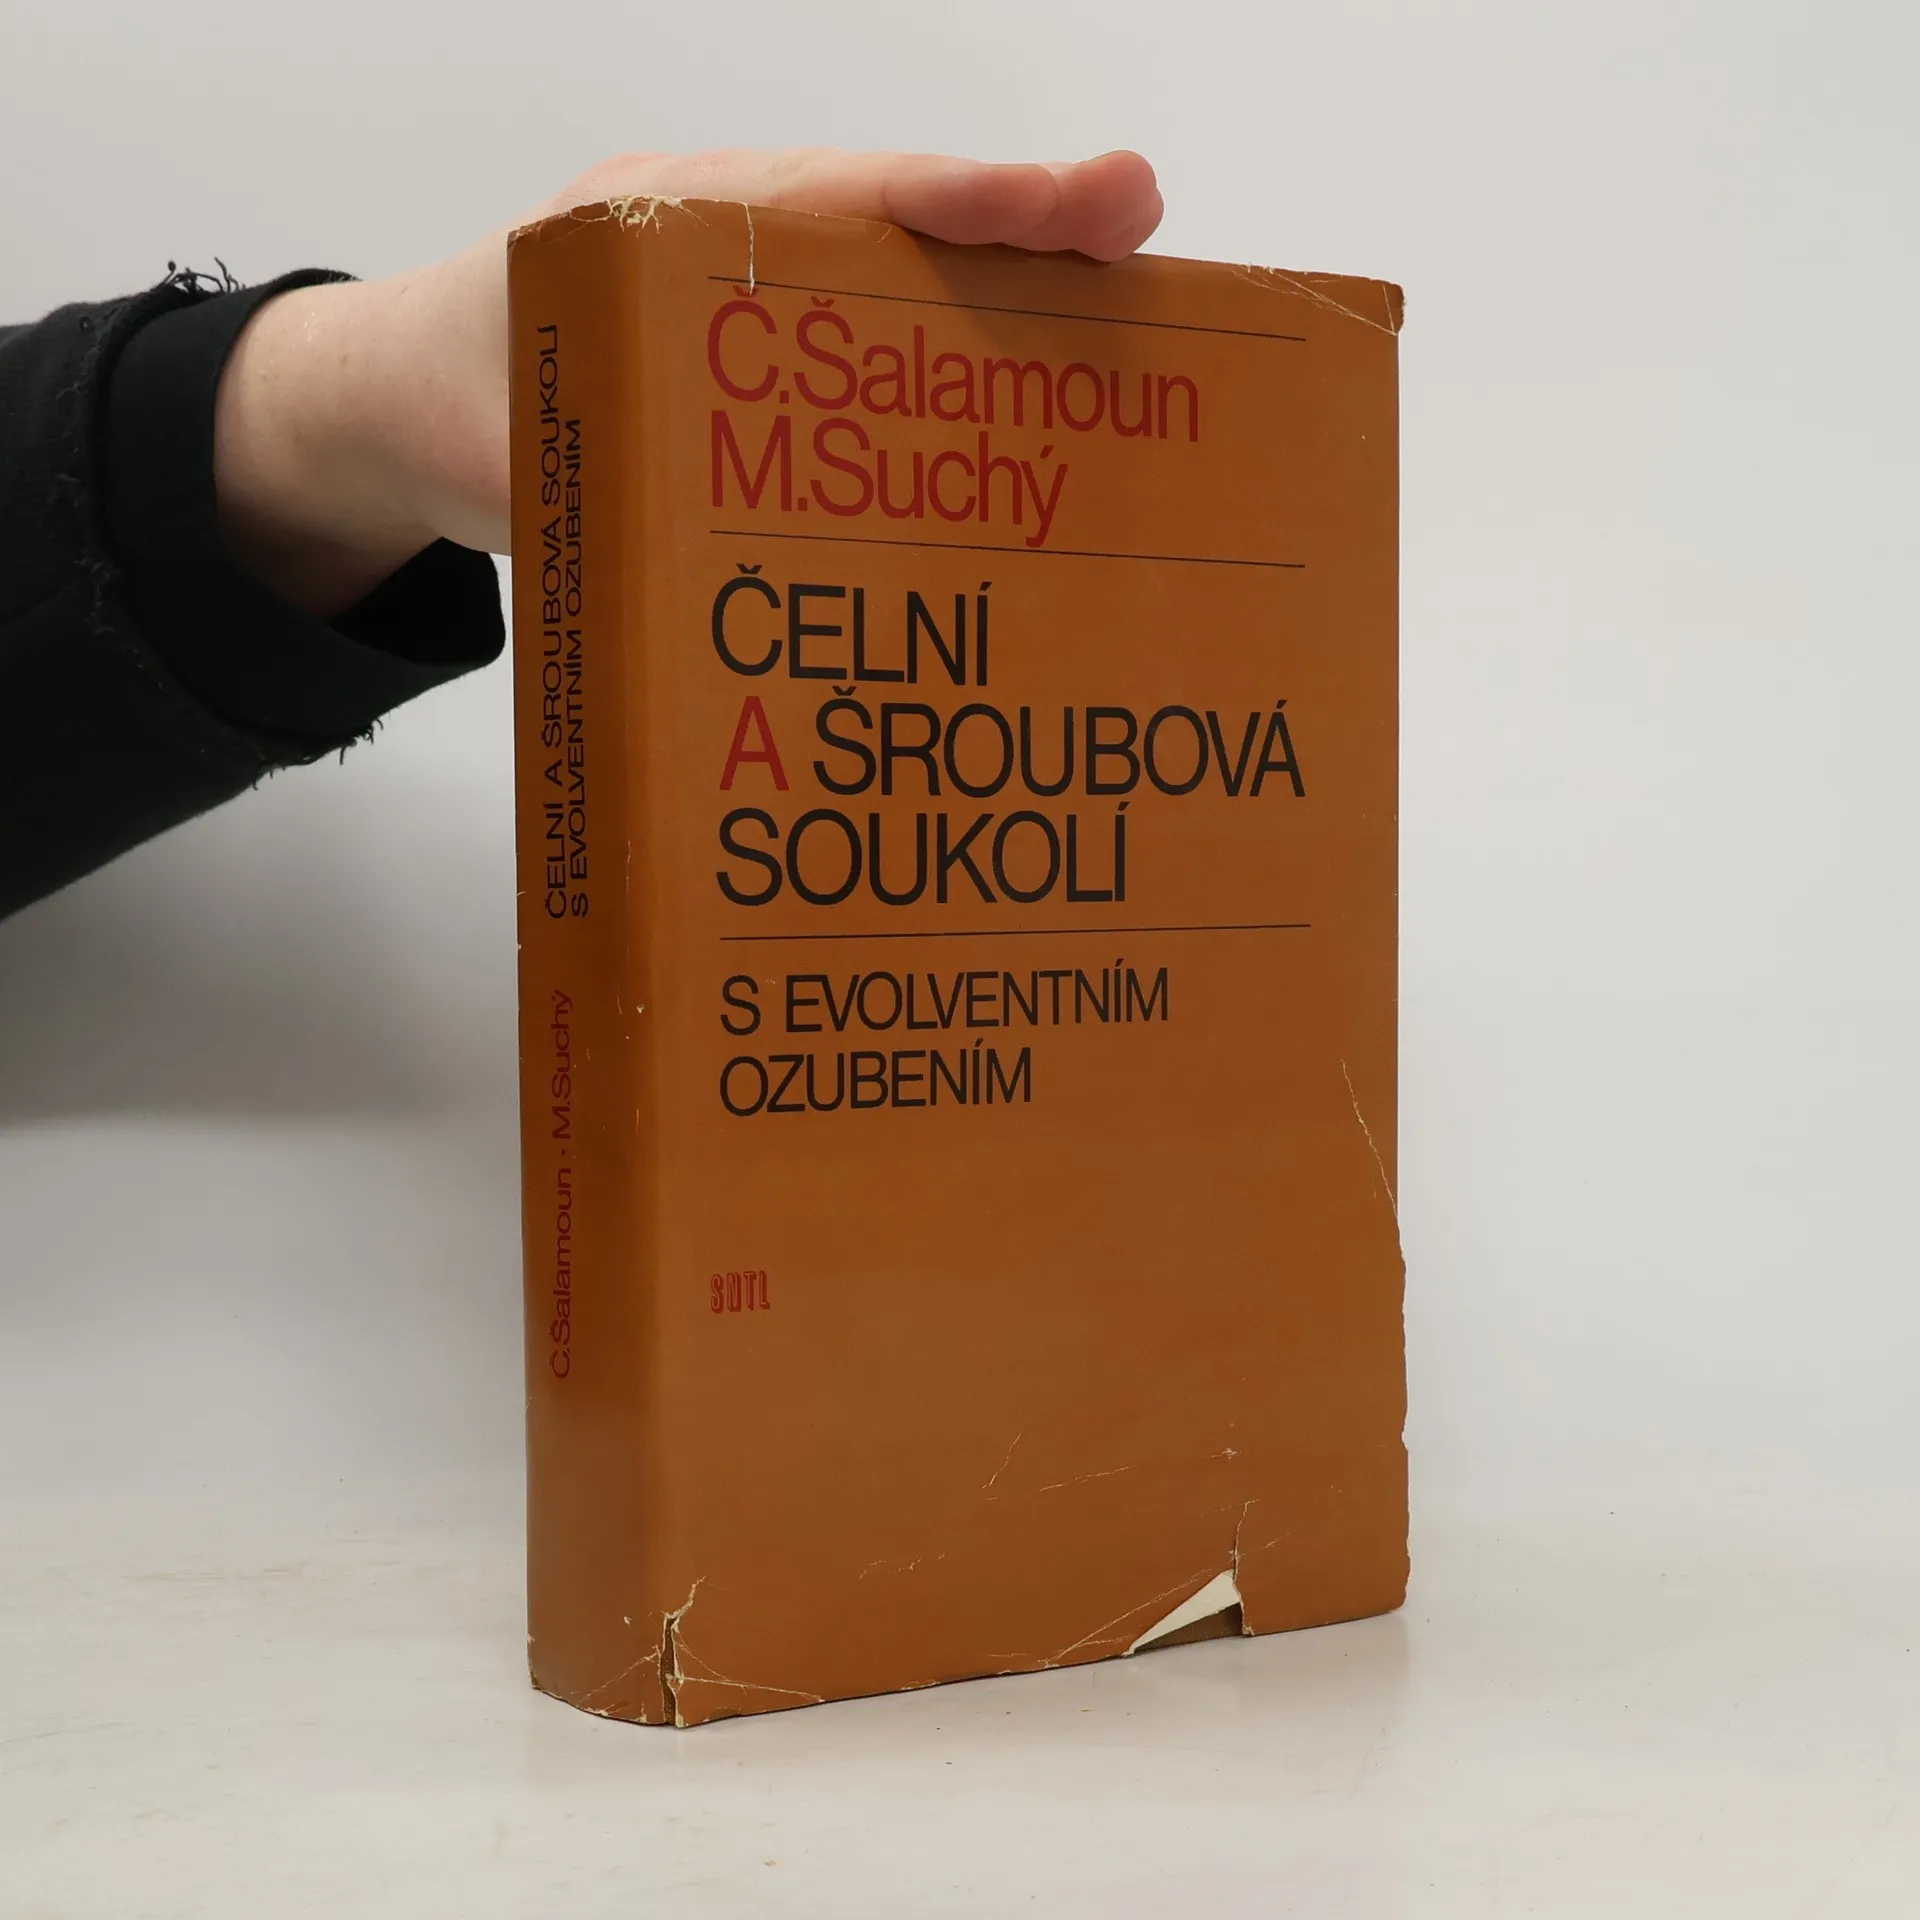 Č.Šalamoun
M.Suchý
ČELNÍ
A ŠROUBOVÁ
SOUKOLÍ
S EVOLVENTNÍM
OZUBENÍM
SNTL
Č.Šalamoun · M.Suchý
ČELNÍ A ŠROUBOVÁ SOUKOLÍ
S EVOLVENTNÍM OZUBENÍM